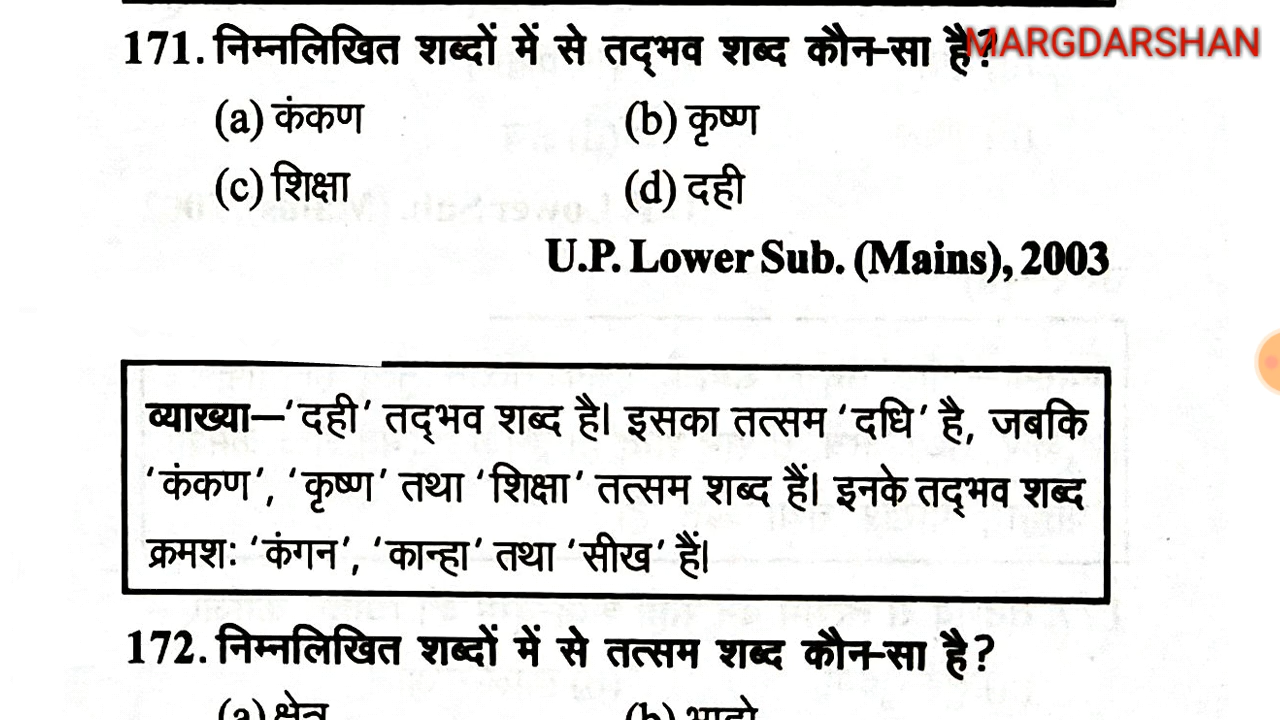 171. निम्नलिखित शब्दों में से तद्भव शब्द कौन-सा है?
MARGDARSHAN
(a) कंकण (b) कृष्ण
(c) शिक्षा (d) दही
U.P. Lower Sub. (Mains), 2003
व्याख्या—‘दही’ तद्भव शब्द है। इसका तत्सम ‘दधि’ है, जबकि
‘कंकण’, ‘कृष्ण’ तथा ‘शिक्षा’ तत्सम शब्द हैं। इनके तद्भव शब्द
क्रमशः ‘कंगन’, ‘कान्हा’ तथा ‘सीख’ हैं।
172. निम्नलिखित शब्दों में से तत्सम शब्द कौन-सा है?
(a) क्षेत्र (b)